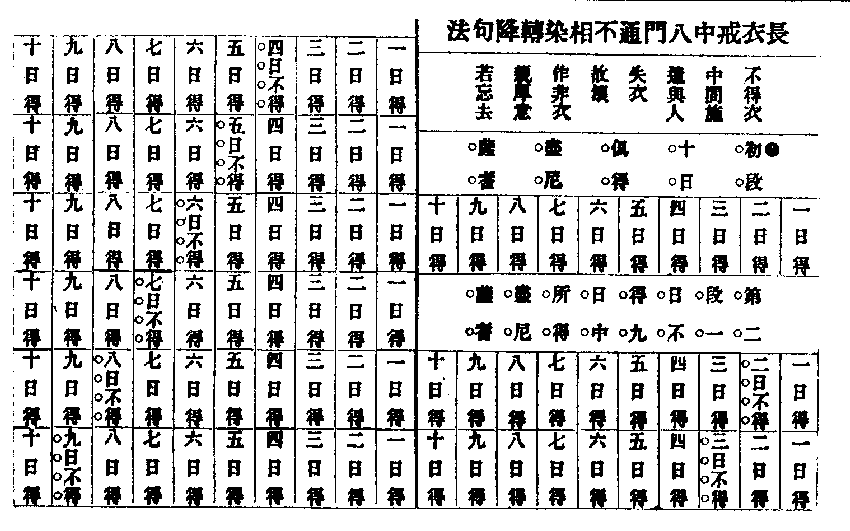 長衣戒中八門通不相染轉降句法
不得衣 中間施 遣與人 失衣 故壞 作非衣 親厚意 若忘去
初段十日俱得盡尼薩耆
一日得 二日得 三日得 四日得 五日得 六日得 七日得 八日得 九日得 十日得
第二段一日不得九日中所得盡尼薩耆
一日得 二日不得 三日得 四日得 五日得 六日得 七日得 八日得 九日得 十日得
一日得 二日得 三日不得 四日得 五日得 六日得 七日得 八日得 九日得 十日得
一日得 二日得 三日得 四日不得 五日得 六日得 七日得 八日得 九日得 十日得
一日得 二日得 三日得 四日得 五日不得 六日得 七日得 八日得 九日得 十日得
一日得 二日得 三日得 四日得 五日得 六日不得 七日得 八日得 九日得 十日得
一日得 二日得 三日得 四日得 五日得 六日得 七日不得 八日得 九日得 十日得
一日得 二日得 三日得 四日得 五日得 六日得 七日得 八日不得 九日得 十日得
一日得 二日得 三日得 四日得 五日得 六日得 七日得 八日得 九日不得 十日得